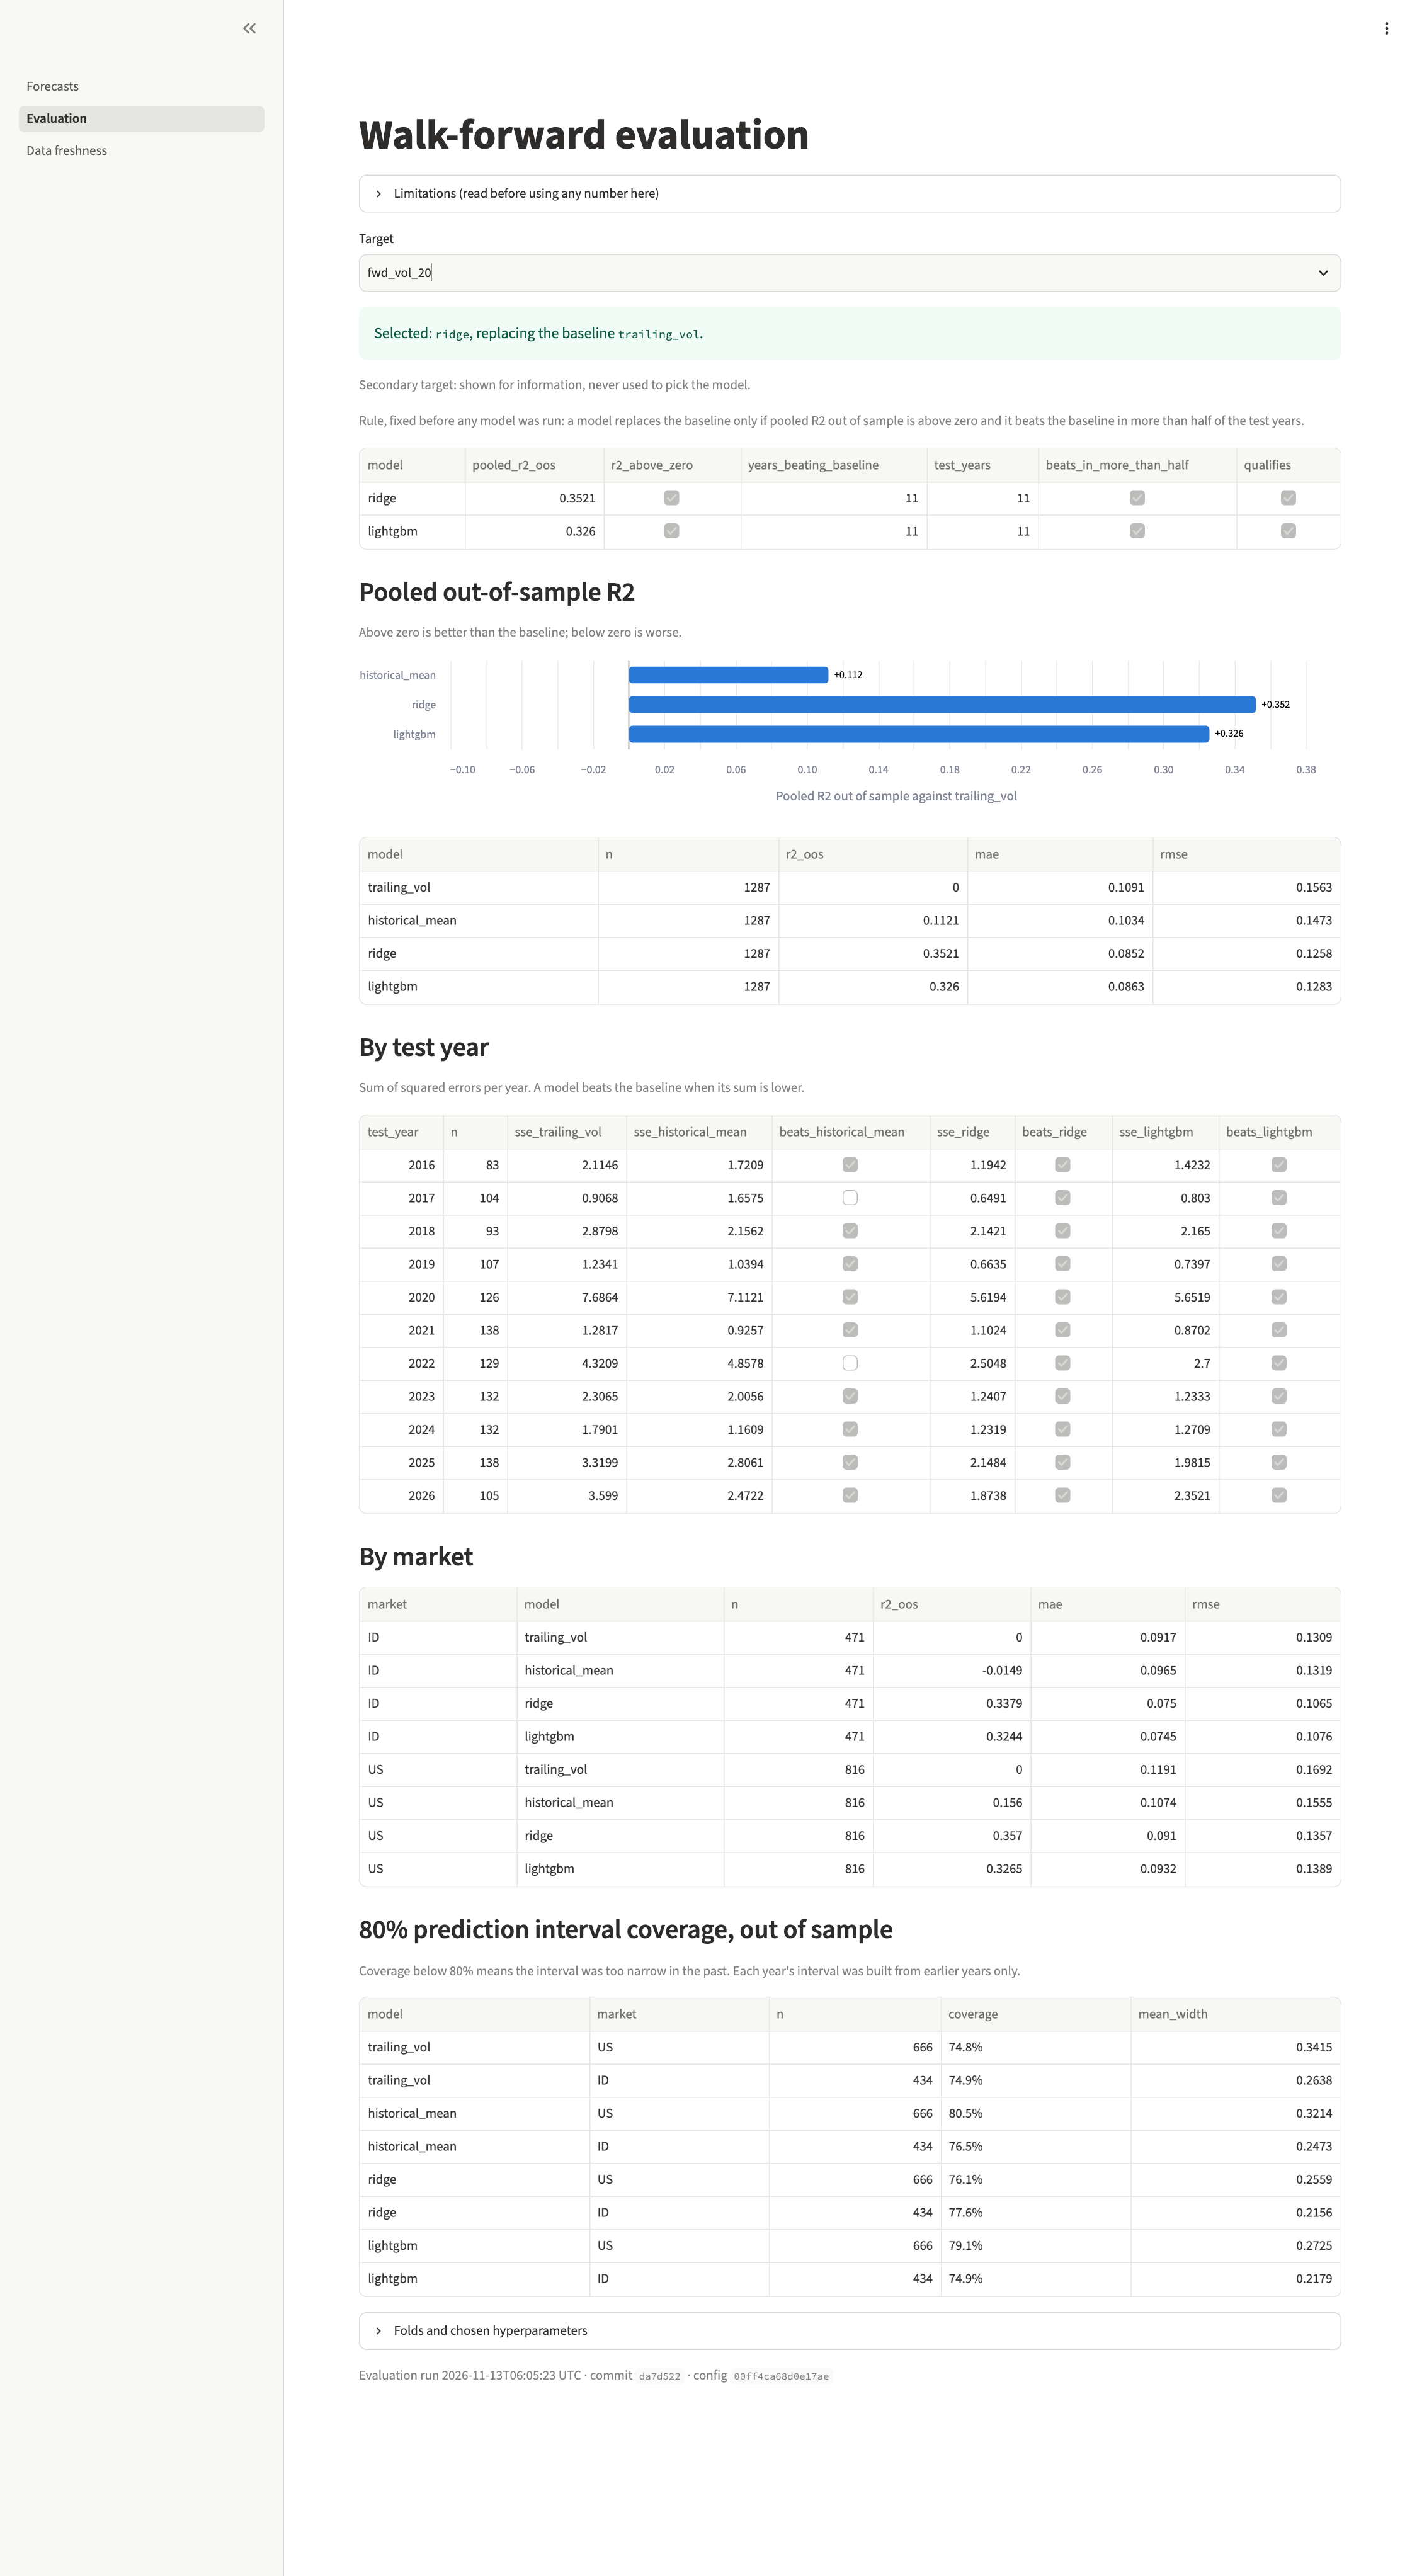 Forecasts
Evaluation
Data freshness
Walk-forward evaluation
Limitations (read before using any number here)
Target
fwd_vol_20
Selected: ridge, replacing the baseline trailing_vol.
Secondary target: shown for information, never used to pick the model.
Rule, fixed before any model was run: a model replaces the baseline only if pooled R2 out of sample is above zero and it beats the baseline in more than half of the test years.
model pooled_r2_oos r2_above_zero years_beating_baseline test_years beats_in_more_than_half qualifies
ridge 0.3521 11 11
lightgbm 0.326 11 11
Pooled out-of-sample R2
Above zero is better than the baseline; below zero is worse.
historical_mean +0.112
ridge +0.352
lightgbm +0.326
−0.10 −0.06 −0.02 0.02 0.06 0.10 0.14 0.18 0.22 0.26 0.30 0.34 0.38
Pooled R2 out of sample against trailing_vol
model n r2_oos mae rmse
trailing_vol 1287 0 0.1091 0.1563
historical_mean 1287 0.1121 0.1034 0.1473
ridge 1287 0.3521 0.0852 0.1258
lightgbm 1287 0.326 0.0863 0.1283
By test year
Sum of squared errors per year. A model beats the baseline when its sum is lower.
test_year n sse_trailing_vol sse_historical_mean beats_historical_mean sse_ridge beats_ridge sse_lightgbm beats_lightgbm
2016 83 2.1146 1.7209 1.1942 1.4232
2017 104 0.9068 1.6575 0.6491 0.803
2018 93 2.8798 2.1562 2.1421 2.165
2019 107 1.2341 1.0394 0.6635 0.7397
2020 126 7.6864 7.1121 5.6194 5.6519
2021 138 1.2817 0.9257 1.1024 0.8702
2022 129 4.3209 4.8578 2.5048 2.7
2023 132 2.3065 2.0056 1.2407 1.2333
2024 132 1.7901 1.1609 1.2319 1.2709
2025 138 3.3199 2.8061 2.1484 1.9815
2026 105 3.599 2.4722 1.8738 2.3521
By market
market model n r2_oos mae rmse
ID trailing_vol 471 0 0.0917 0.1309
ID historical_mean 471 -0.0149 0.0965 0.1319
ID ridge 471 0.3379 0.075 0.1065
ID lightgbm 471 0.3244 0.0745 0.1076
US trailing_vol 816 0 0.1191 0.1692
US historical_mean 816 0.156 0.1074 0.1555
US ridge 816 0.357 0.091 0.1357
US lightgbm 816 0.3265 0.0932 0.1389
80% prediction interval coverage, out of sample
Coverage below 80% means the interval was too narrow in the past. Each year's interval was built from earlier years only.
model market n coverage mean_width
trailing_vol US 666 74.8% 0.3415
trailing_vol ID 434 74.9% 0.2638
historical_mean US 666 80.5% 0.3214
historical_mean ID 434 76.5% 0.2473
ridge US 666 76.1% 0.2559
ridge ID 434 77.6% 0.2156
lightgbm US 666 79.1% 0.2725
lightgbm ID 434 74.9% 0.2179
Folds and chosen hyperparameters
Evaluation run 2026-11-13T06:05:23 UTC · commit da7d522 · config 00ff4ca68d0e17ae